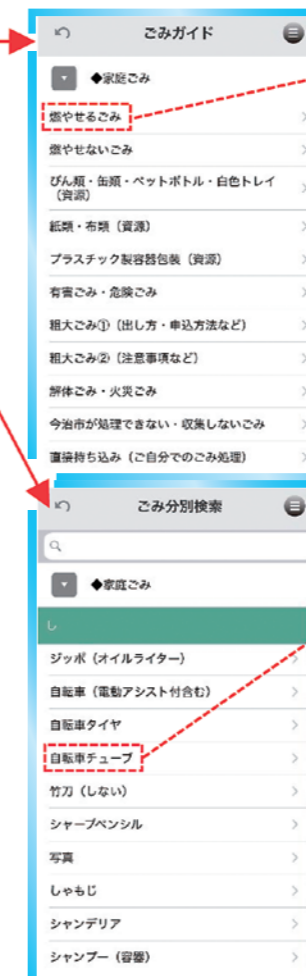 ごみガイド
◆家庭ごみ
燃やせるごみ
燃やせないごみ
びん類・缶類・ペットボトル・白色トレイ
（資源）
紙類・布類（資源）
プラスチック製容器包装（資源）
有害ごみ・危険ごみ
粗大ごみ①（出し方・申込方法など）
粗大ごみ②（注意事項など）
解体ごみ・火災ごみ
今治市が処理できない・収集しないごみ
直接持ち込み（ご自分でのごみ処理）
ごみ分別検索
◆家庭ごみ
し
ジッポ（オイルライター）
自転車（電動アシスト付含む）
自転車タイヤ
自転車チューブ
竹刀（しない）
シャープペンシル
写真
しゃもじ
シャンデリア
シャンプー（容器）